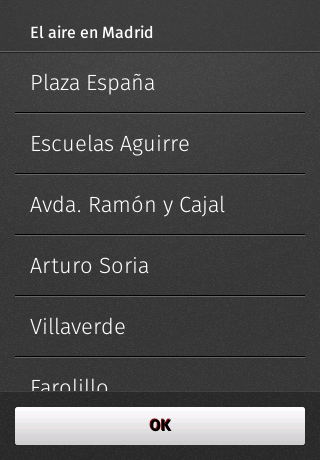 El aire en Madrid
Plaza España
Escuelas Aguirre
Avda. Ramón y Cajal
Arturo Soria
Villaverde
Farolillo
OK